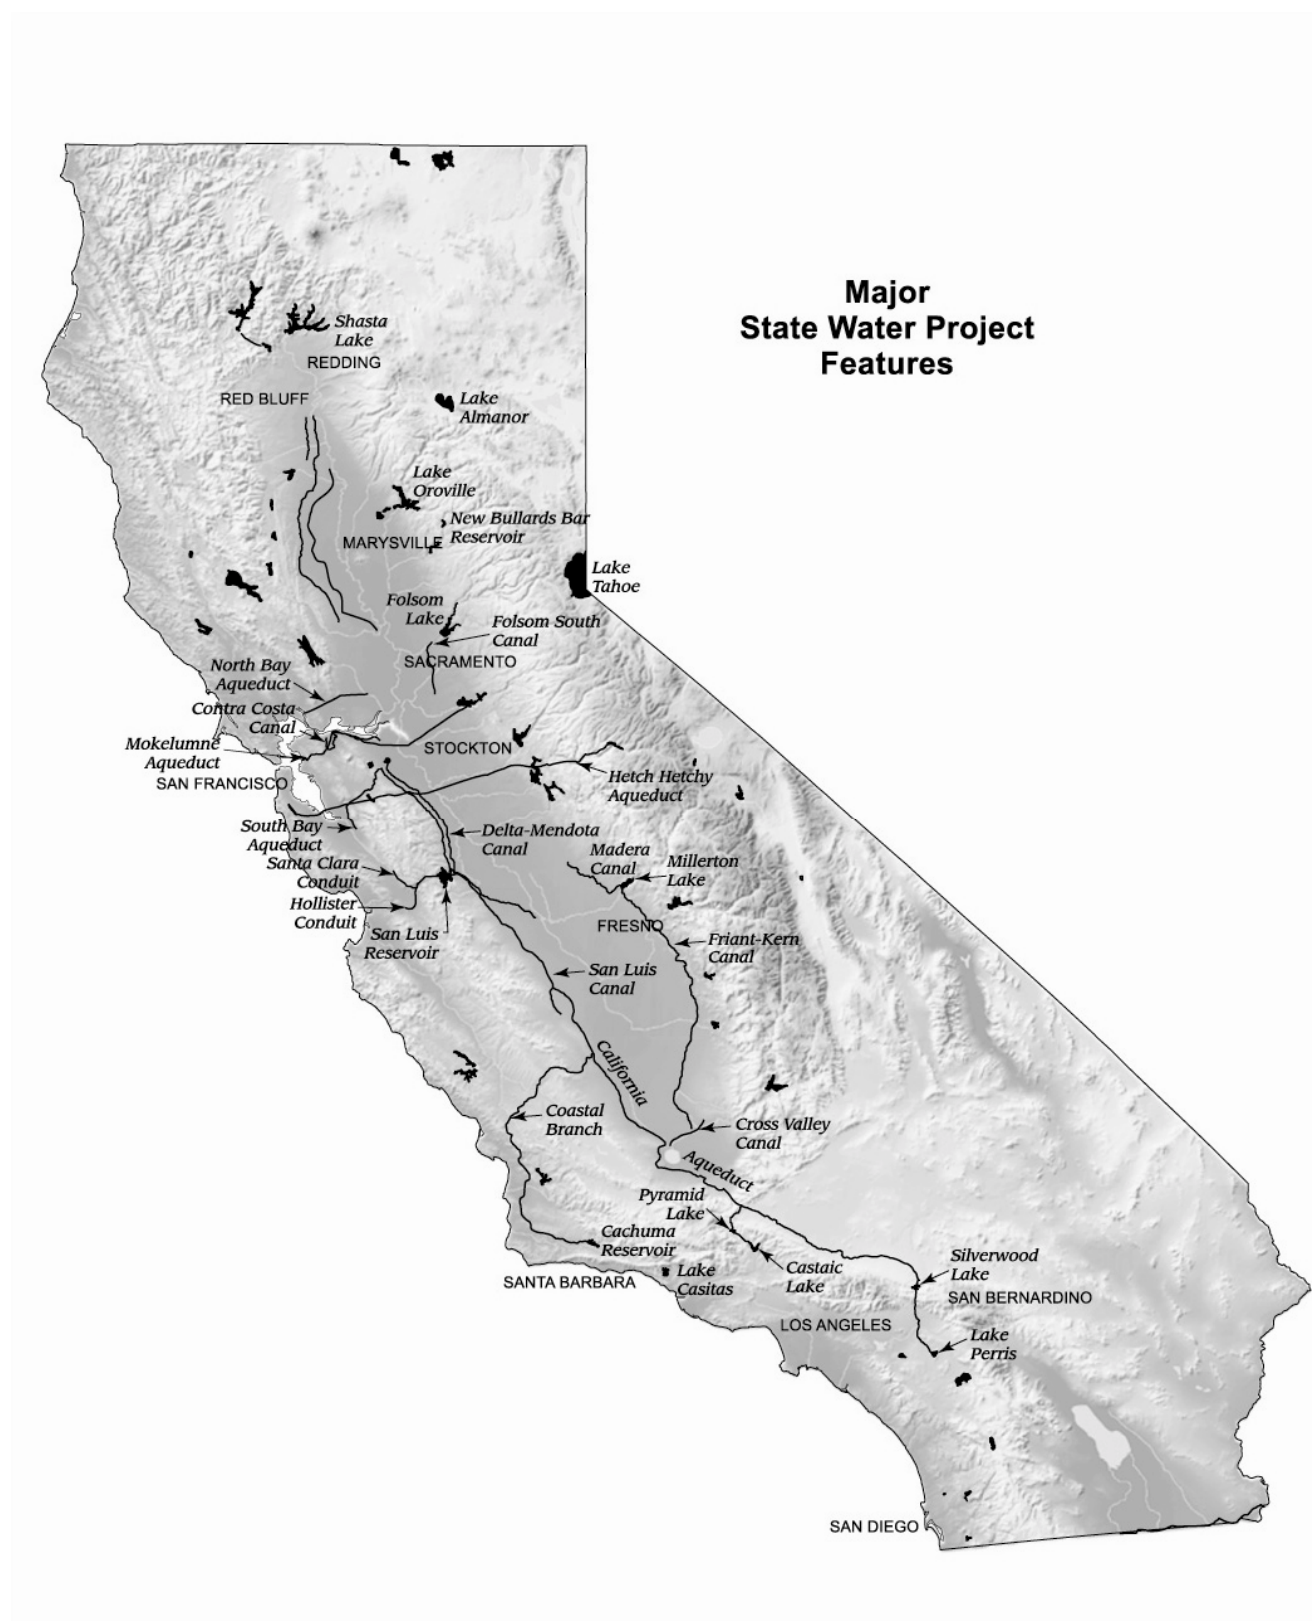 Major
State Water Project
Features
Shasta
Lake
REDDING
RED BLUFF
Lake
Almanor
Lake
Oroville
New Bullards Bar
Reservoir
MARYSVILLE
Lake
Tahoe
Folsom
Lake
Folsom South
Canal
SACRAMENTO
North Bay
Aqueduct
Contra Costa
Canal
Mokelumne
Aqueduct
STOCKTON
SAN FRANCISCO
Hetch Hetchy
Aqueduct
South Bay
Aqueduct
Delta-Mendota
Canal
Madera
Canal
Millerton
Lake
Santa Clara
Conduit
Hollister
Conduit
San Luis
Reservoir
FRESNO
Friant-Kern
Canal
San Luis
Canal
California
Aqueduct
Coastal
Branch
Cross Valley
Canal
Pyramid
Lake
Cachuma
Reservoir
Castaic
Lake
Lake
Casitas
SANTA BARBARA
Silverwood
Lake
SAN BERNARDINO
LOS ANGELES
Lake
Perris
SAN DIEGO